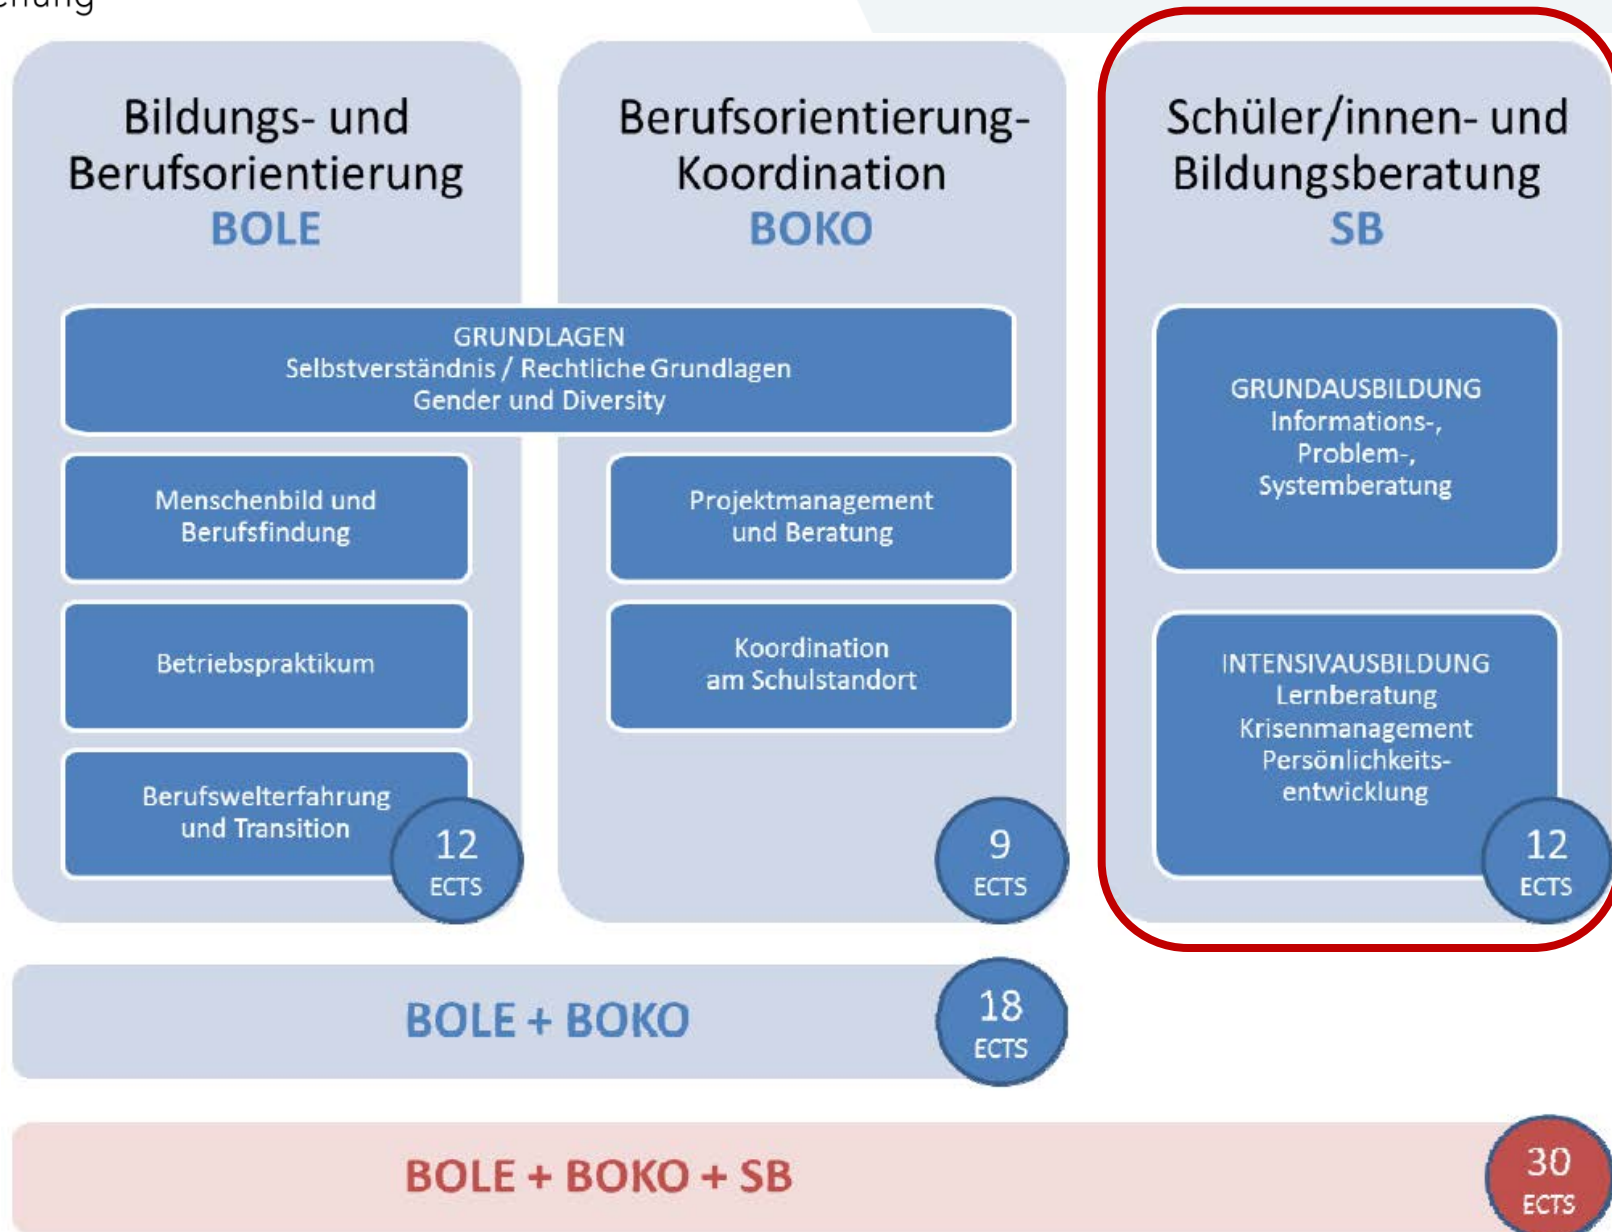 Bildungs- und
Berufsorientierung
BOLE
Berufsorientierung-
Koordination
BOKO
Schüler/innen- und
Bildungsberatung
SB
GRUNDLAGEN
Selbstverständnis / Rechtliche Grundlagen
Gender und Diversity
Menschenbild und
Berufsfindung
Betriebspraktikum
Berufswelterfahrung
und Transition
12
ECTS
Projektmanagement
und Beratung
Koordination
am Schulstandort
9
ECTS
GRUNDAUSBILDUNG
Informations-,
Problem-,
Systemberatung
INTENSIVAUSBILDUNG
Lernberatung
Krisenmanagement
Persönlichkeits-
entwicklung
12
ECTS
BOLE + BOKO
18
ECTS
BOLE + BOKO + SB
30
ECTS